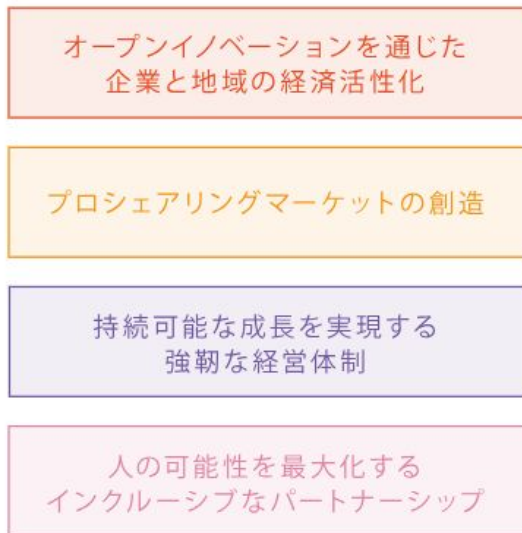 オープンイノベーションを通じた
企業と地域の経済活性化
プロシェアリングマーケットの創造
持続可能な成長を実現する
強靭な経営体制
人の可能性を最大化する
インクルーシブなパートナーシップ